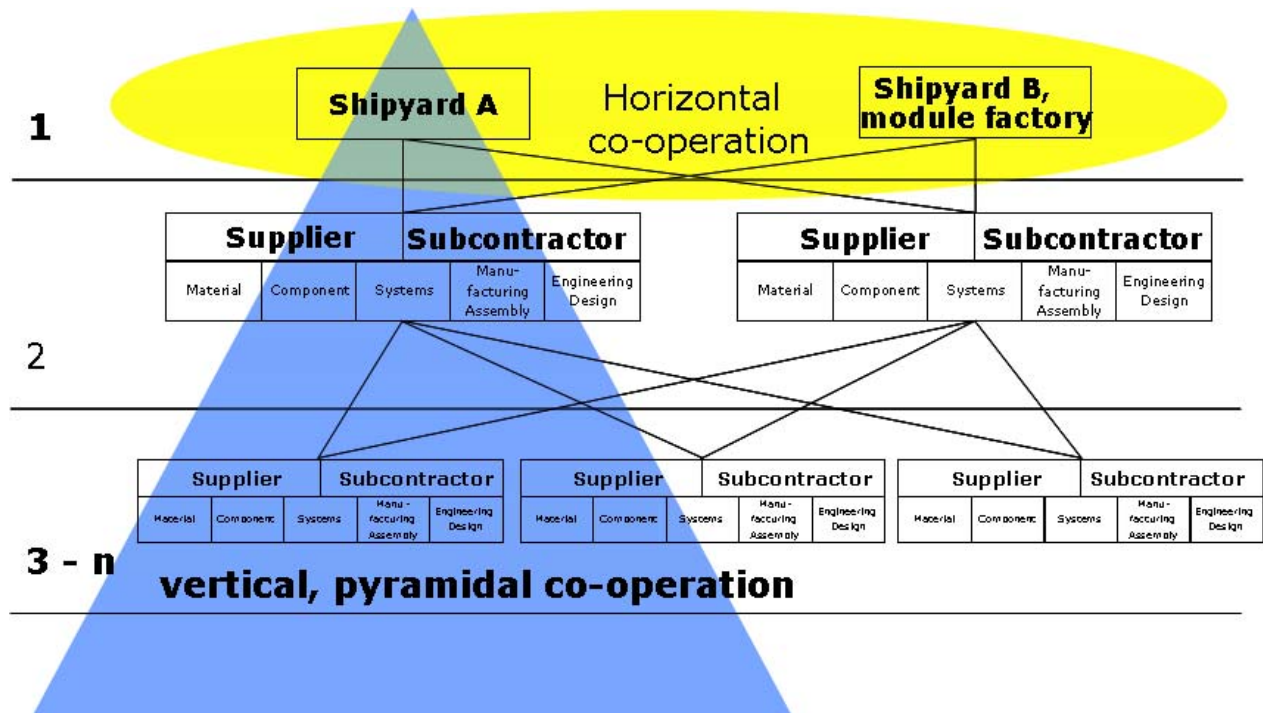 1
Shipyard A
Horizontal
co-operation
Shipyard B,
module factory
Supplier
Subcontractor
Material
Component
Systems
Manu-
facturing
Assembly
Engineering
Design
Supplier
Subcontractor
Material
Component
Systems
Manu-
facturing
Assembly
Engineering
Design
2
Supplier
Subcontractor
Material
Component
Systems
Manu-
facturing
Assembly
Engineering
Design
Supplier
Subcontractor
Material
Component
Systems
Manu-
facturing
Assembly
Engineering
Design
Supplier
Subcontractor
Material
Component
Systems
Manu-
facturing
Assembly
Engineering
Design
3 - n
vertical, pyramidal co-operation